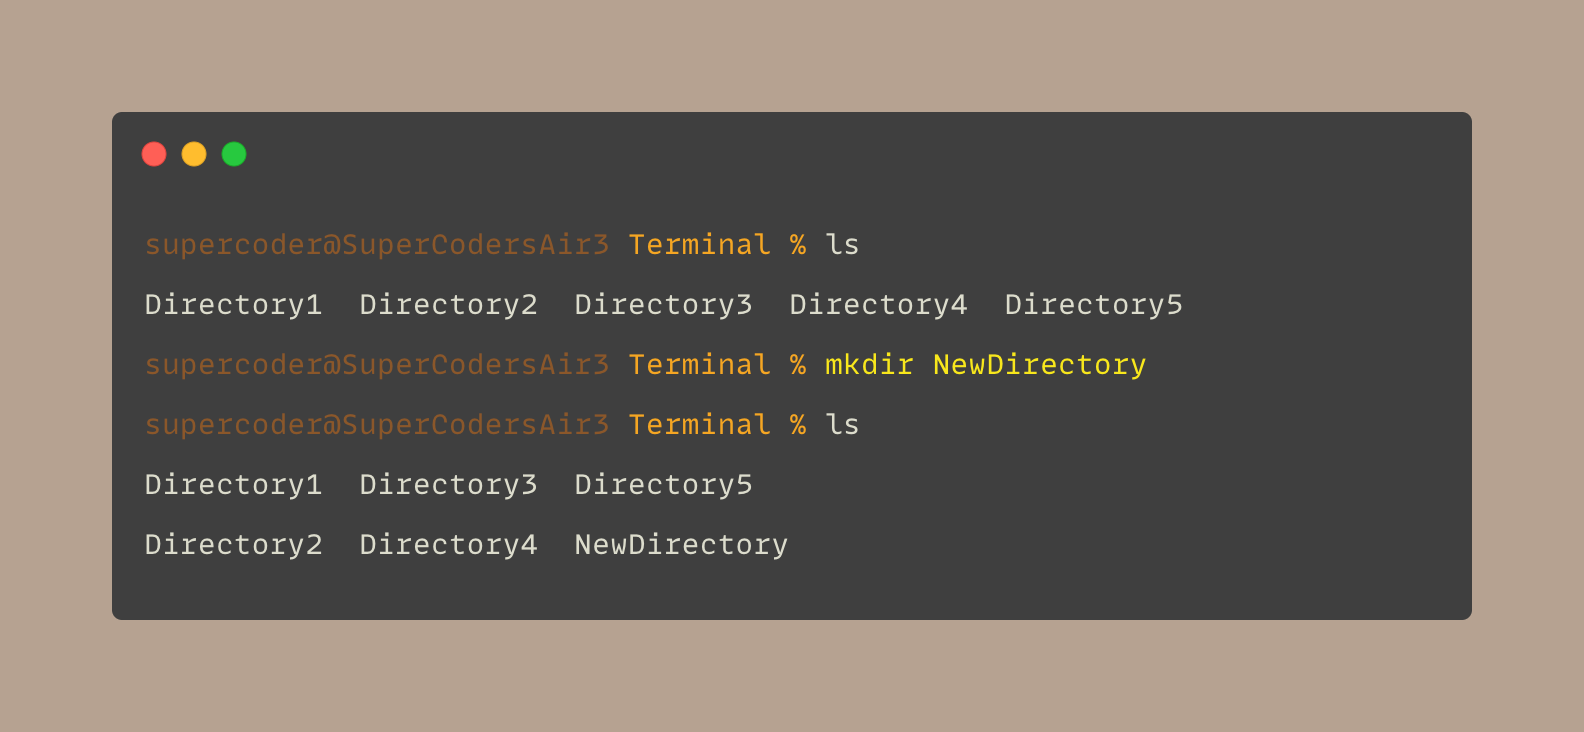 supercoder@SuperCodersAir3 Terminal % ls
Directory1  Directory2  Directory3  Directory4  Directory5
supercoder@SuperCodersAir3 Terminal % mkdir NewDirectory
supercoder@SuperCodersAir3 Terminal % ls
Directory1  Directory3  Directory5
Directory2  Directory4  NewDirectory